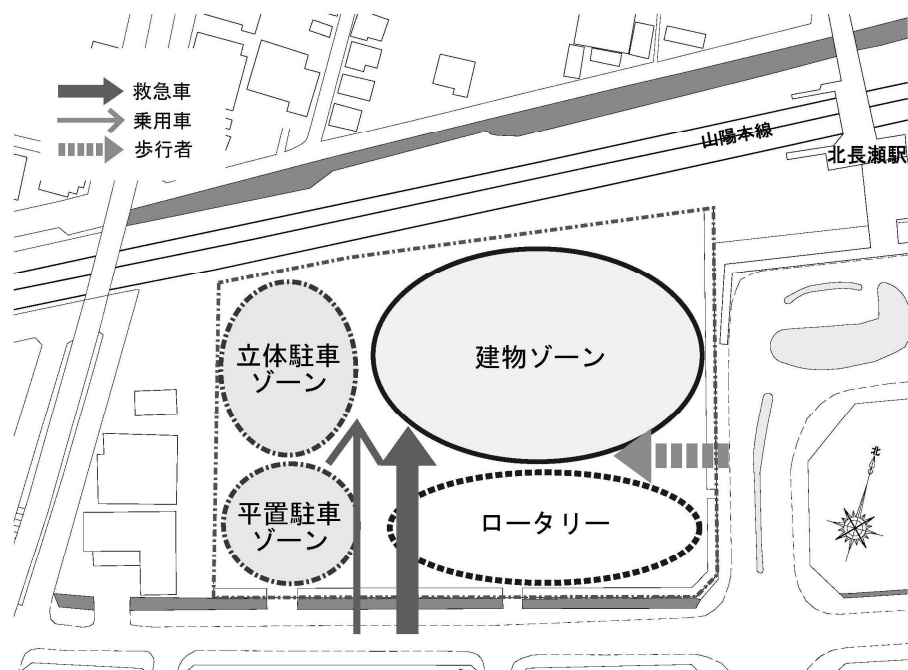 救急車
乗用車
歩行者
山陽本線
北長瀬駅
立体駐車
ゾーン
建物ゾーン
平置駐車
ゾーン
ロータリー
北